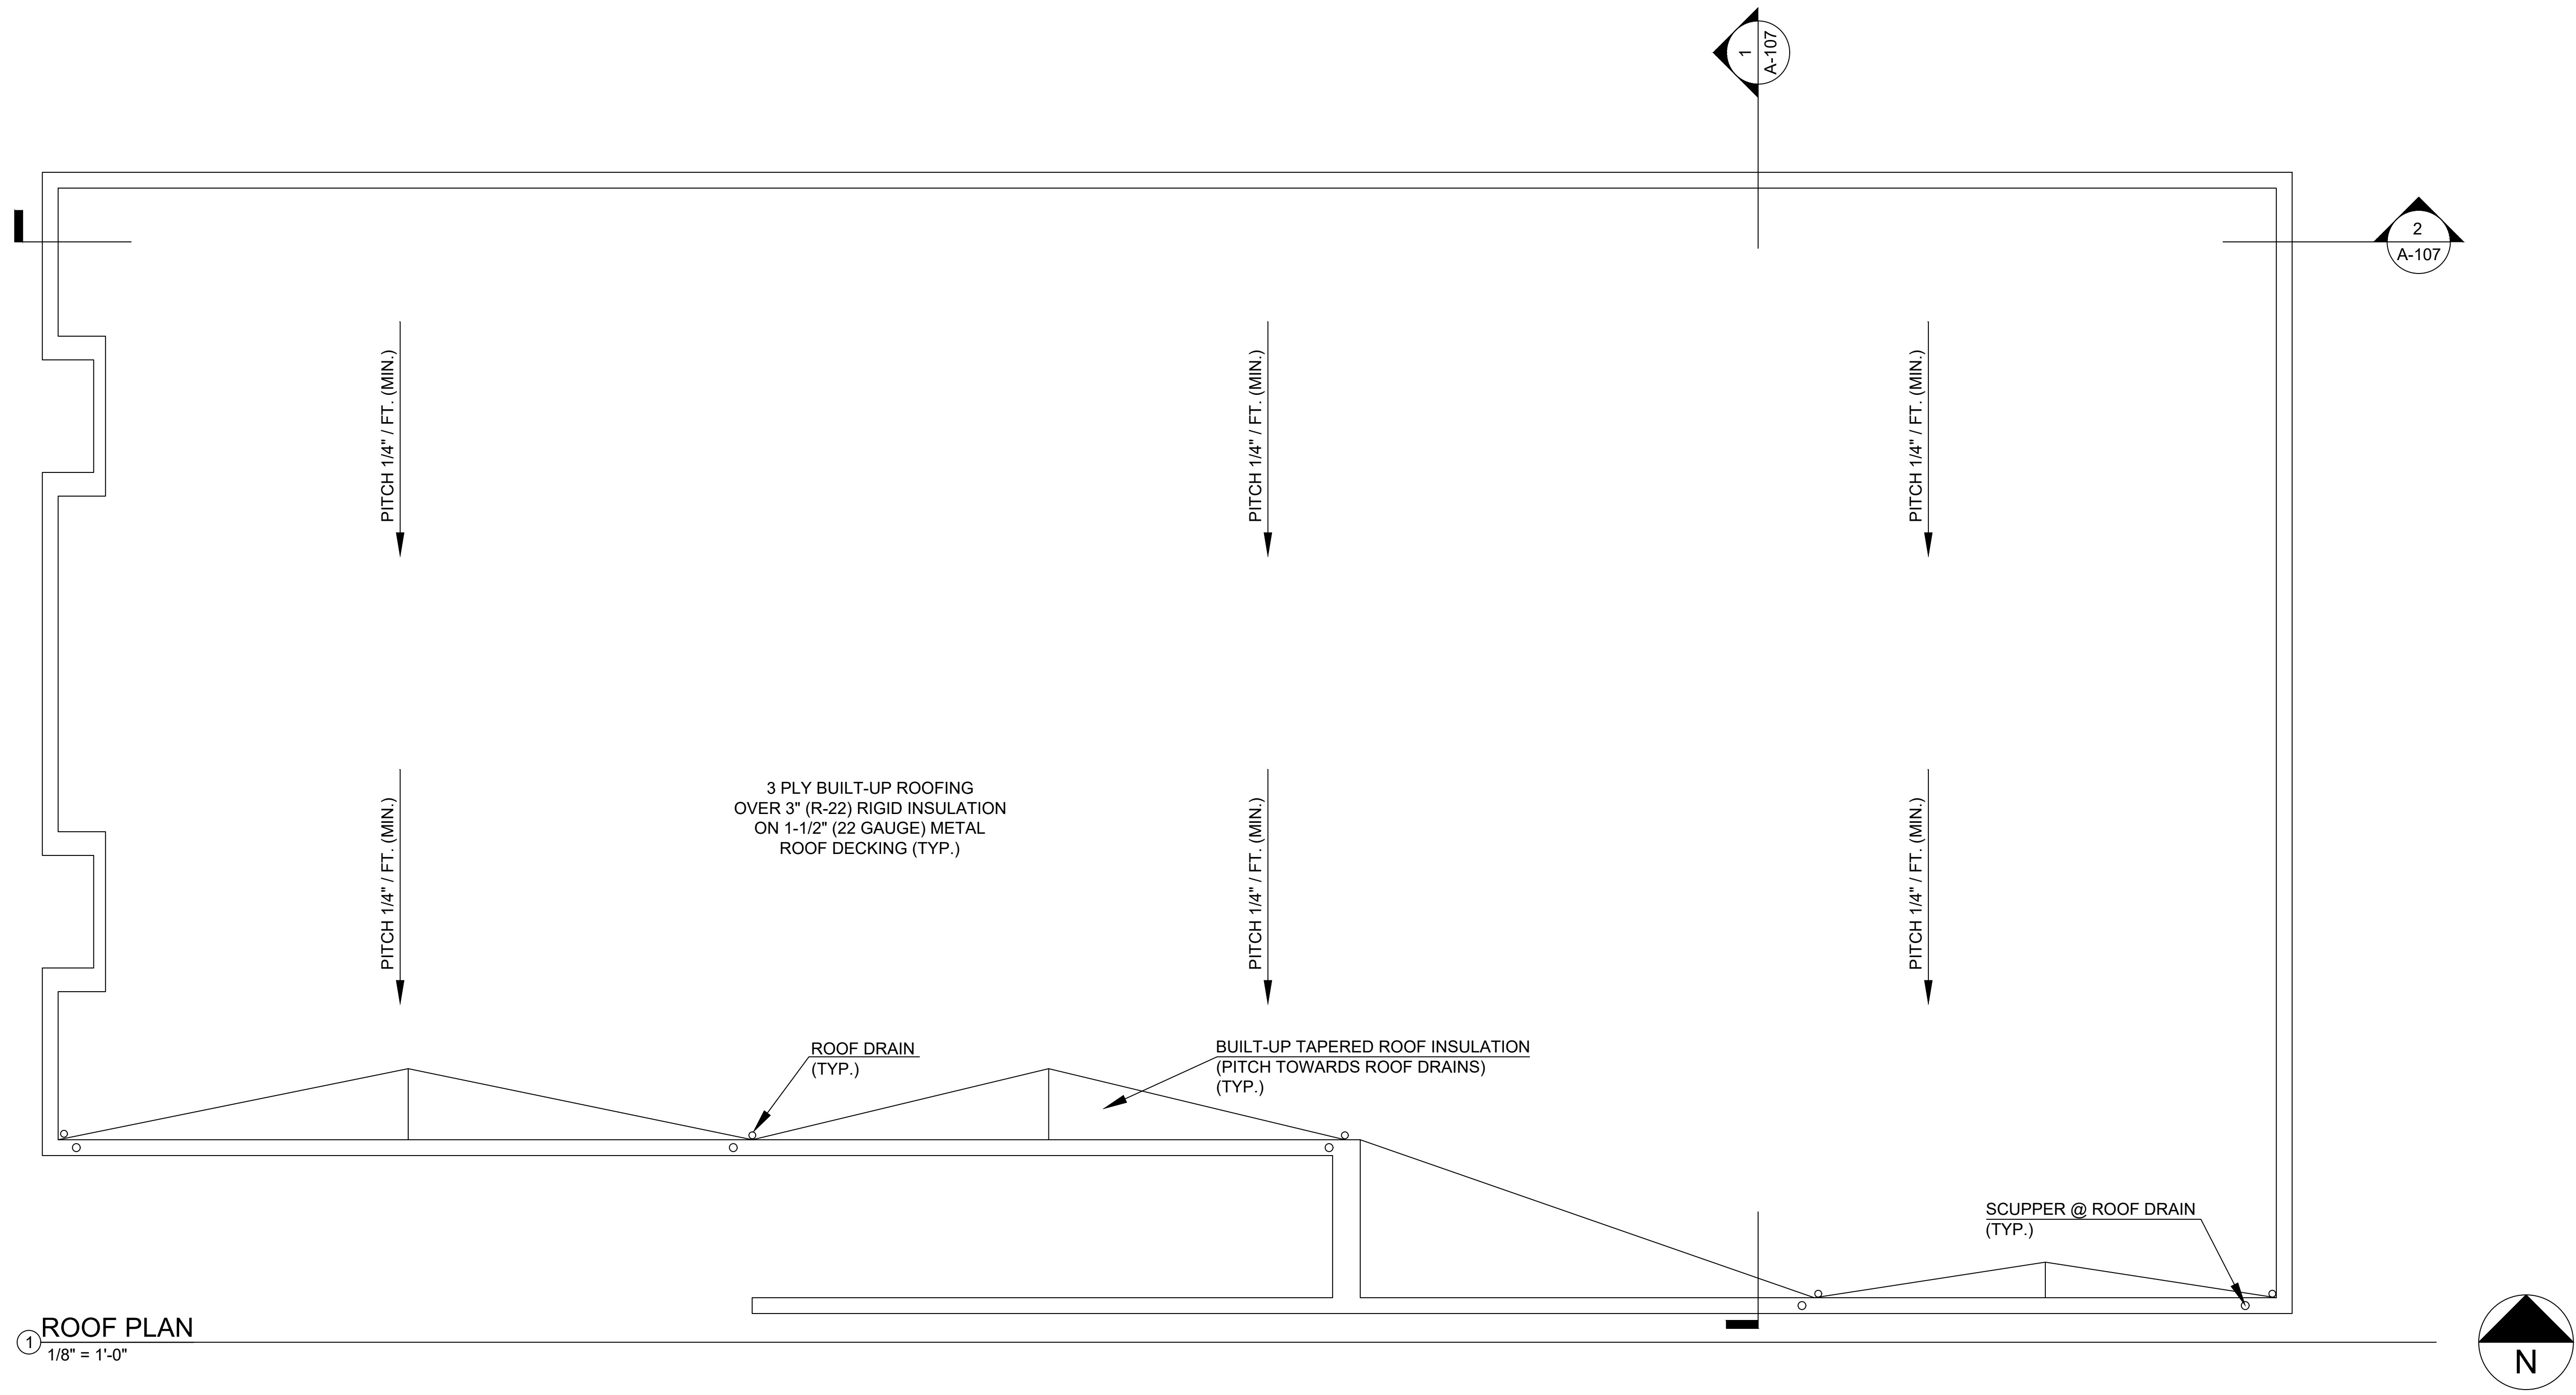 1
A-107
2
A-107
PITCH 1/4" / FT. (MIN.)
PITCH 1/4" / FT. (MIN.)
PITCH 1/4" / FT. (MIN.)
PITCH 1/4" / FT. (MIN.)
3 PLY BUILT-UP ROOFING
OVER 3" (R-22) RIGID INSULATION
ON 1-1/2" (22 GAUGE) METAL
ROOF DECKING (TYP.)
PITCH 1/4" / FT. (MIN.)
PITCH 1/4" / FT. (MIN.)
ROOF DRAIN
(TYP.)
BUILT-UP TAPERED ROOF INSULATION
(PITCH TOWARDS ROOF DRAINS)
(TYP.)
SCUPPER @ ROOF DRAIN
(TYP.)
1
ROOF PLAN
1/8" = 1'-0"
N